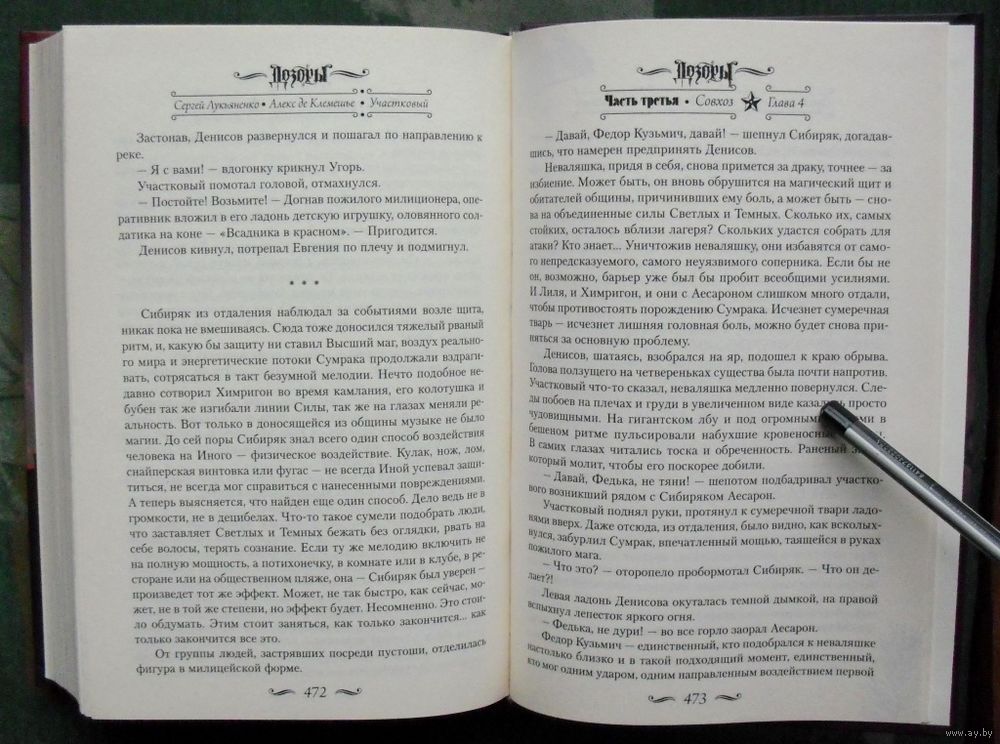 Дозоры
Сергей Лукьяненко • Алекс де Клемешье • Участковый
Застонав, Денисов развернулся и пошагал по направлению к
реке.
— Я с вами! — вдогонку крикнул Угорь.
Участковый помотал головой, отмахнулся.
— Постойте! Возьмите! — Догнав пожилого милиционера, опе-
ративник вложил в его ладонь детскую игрушку, оловянного сол-
датика на коне — «Всадника в красном». — Пригодится.
Денисов кивнул, потрепал Евгения по плечу и подмигнул.
* * *
Сибиряк из отдаления наблюдал за событиями возле щита,
никак пока не вмешиваясь. Сюда тоже доносился тяжелый рваный
ритм, и, какую бы защиту ни ставил Высший маг, воздух реально-
го мира и энергетические потоки Сумрака продолжали вздраги-
вать, сотрясаться в такт безумной мелодии. Нечто подобное не-
давно сотворил Химригон во время камлания, его колотушка и
бубен так же изгибали линии Силы, так же на глазах меняли ре-
альность. Вот только в доносящейся из общины музыке не было
магии. До сей поры Сибиряк знал всего один способ воздействия
человека на Иного — физическое воздействие. Кулак, нож, лом,
снайперская винтовка или фугас — не всегда Иной успевал защи-
титься, не всегда мог справиться с нанесенными повреждениями.
А теперь выясняется, что найден еще один способ. Дело ведь не в
громкости, не в децибелах. Что-то такое сумели подобрать люди,
что заставляет Светлых и Темных бежать без оглядки, рвать на
себе волосы, терять сознание. Если ту же мелодию включить не
на полную мощность, а потихонечку, в комнате или в клубе, в ре-
сторане или на общественном пляже, она — Сибиряк был уверен —
произведет тот же эффект. Может, не так быстро, как сейчас, мо-
жет, не в той же степени, но эффект будет. Несомненно. Это стои-
ло обдумать. Этим стоит заняться, как только закончится... как
только закончится все это.
От группы людей, застрявших посреди пустоши, отделилась
фигура в милицейской форме.
472
Дозоры
Часть третья • Совхоз Глава 4
— Давай, Федор Кузьмич, давай! — шепнул Сибиряк, догадав-
шись, что намерен предпринять Денисов.
Неваляшка, придя в себя, снова примется за драку, точнее — за
избиение. Может быть, он вновь обрушится на магический щит и
обитателей общины, причинивших ему боль, а может быть — сно-
ва на объединенные силы Светлых и Темных. Сколько их, самых
стойких, осталось вблизи лагеря? Скольких удастся собрать для
атаки? Кто знает... Уничтожив неваляшку, они избавятся от само-
го непредсказуемого, самого неуязвимого соперника. Если бы не
он, возможно, барьер уже был бы пробит всеобщими усилиями.
И Лиля, и Химригон, и они с Аесароном слишком много отдали,
чтобы противостоять порождению Сумрака. Исчезнет сумеречная
тварь — исчезнет лишняя головная боль, можно будет снова при-
няться за основную проблему.
Денисов, шатаясь, взобрался на яр, подошел к краю обрыва.
Голова ползущего на четвереньках существа была почти напротив.
Участковый что-то сказал, неваляшка медленно повернулся. Сле-
ды побоев на плечах и груди в увеличенном виде казались просто
чудовищными. На гигантском лбу и под огромными в
бешеном ритме пульсировали набухшие кровеносные
В самих глазах читались тоска и обреченность. Раненый
который молит, чтобы его поскорее добили.
— Давай, Федька, не тяни! — шепотом подбадривал участко-
вого возникший рядом с Сибиряком Аесарон.
Участковый поднял руки, протянул к сумеречной твари ладо-
нями вверх. Даже отсюда, из отдаления, было видно, как всколых-
нулся, забурлил Сумрак, впечатленный мощью, таящейся в руках
пожилого мага.
— Что это? — оторопело пробормотал Сибиряк. — Что он де-
лает?!
Левая ладонь Денисова окуталась темной дымкой, на правой
вспыхнул лепесток яркого огня.
— Федька, не дури! — во все горло заорал Аесарон.
Федор Кузьмич — единственный, кто подобрался к неваляшке
настолько близко и в такой подходящий момент, единственный,
кто мог одним ударом, одним направленным воздействием первой
473
www.ay.by